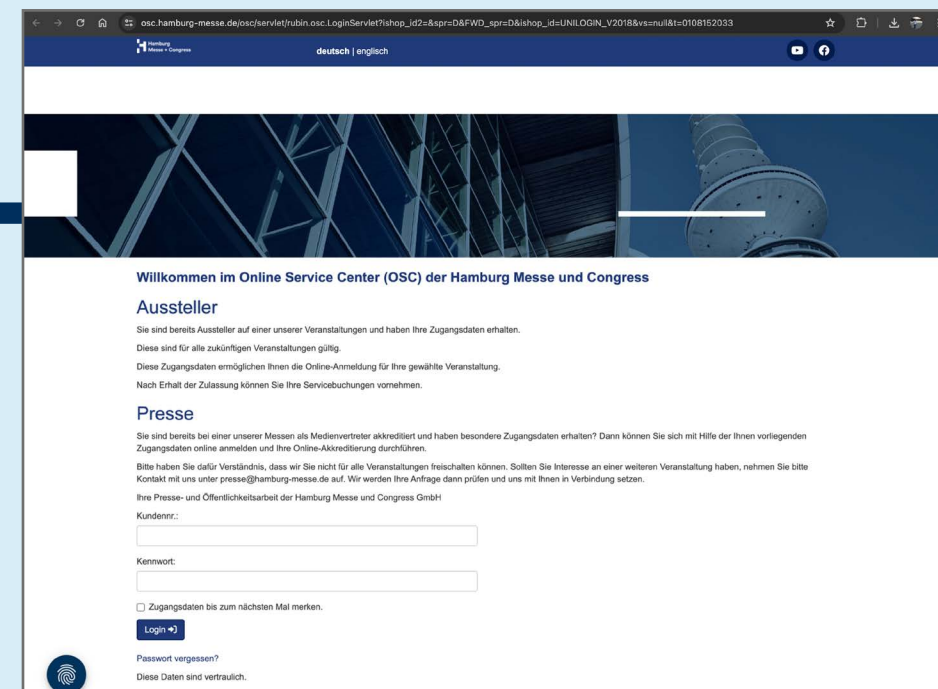 osc.hamburg-messe.de/osc/servlet/rubin.osc.LoginServlet?ishop_id2=&spr=D&FWD_spr=D&ishop_id=UNILOGIN_V2018&vs=null&t=0108152033
Hamburg
Messe + Congress
deutsch | englisch
Willkommen im Online Service Center (OSC) der Hamburg Messe und Congress
Aussteller
Sie sind bereits Aussteller auf einer unserer Veranstaltungen und haben Ihre Zugangsdaten erhalten.
Diese sind für alle zukünftigen Veranstaltungen gültig.
Diese Zugangsdaten ermöglichen Ihnen die Online-Anmeldung für Ihre gewählte Veranstaltung.
Nach Erhalt der Zulassung können Sie Ihre Servicebuchungen vornehmen.
Presse
Sie sind bereits bei einer unserer Messen als Medienvertreter akkreditiert und haben besondere Zugangsdaten erhalten? Dann können Sie sich mit Hilfe der Ihnen vorliegenden
Zugangsdaten online anmelden und Ihre Online-Akkreditierung durchführen.
Bitte haben Sie dafür Verständnis, dass wir Sie nicht für alle Veranstaltungen freischalten können. Sollten Sie Interesse an einer weiteren Veranstaltung haben, nehmen Sie bitte
Kontakt mit uns unter presse@hamburg-messe.de auf. Wir werden Ihre Anfrage dann prüfen und uns mit Ihnen in Verbindung setzen.
Ihre Presse- und Öffentlichkeitsarbeit der Hamburg Messe und Congress GmbH
Kundennr.:
Kennwort:
Zugangsdaten bis zum nächsten Mal merken.
Login
Passwort vergessen?
Diese Daten sind vertraulich.